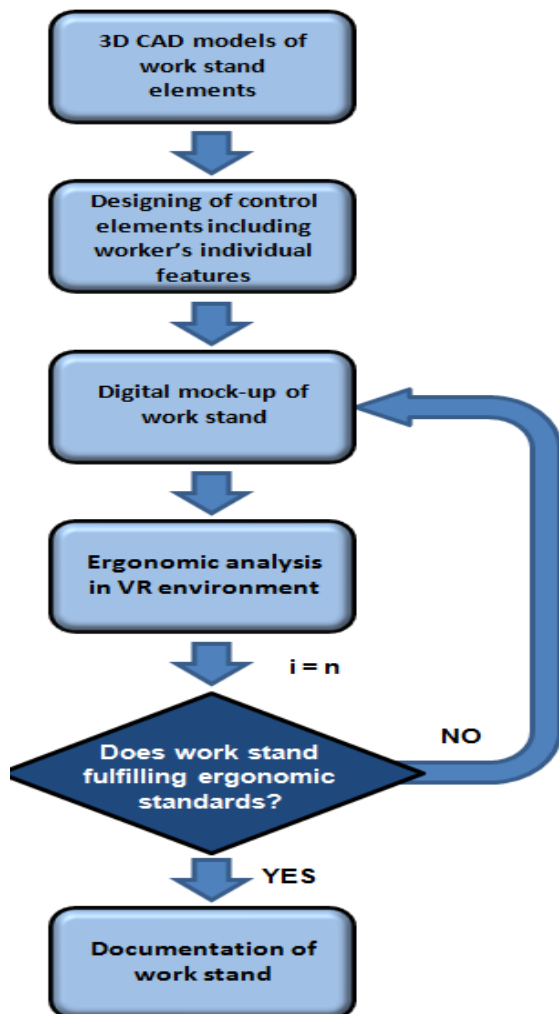 3D CAD models of
work stand
elements
Designing of control
elements including
worker's individual
features
Digital mock-up of
work stand
Ergonomic analysis
in VR environment
i = n
Does work stand
fulfilling ergonomic
standards?
NO
YES
Documentation of
work stand